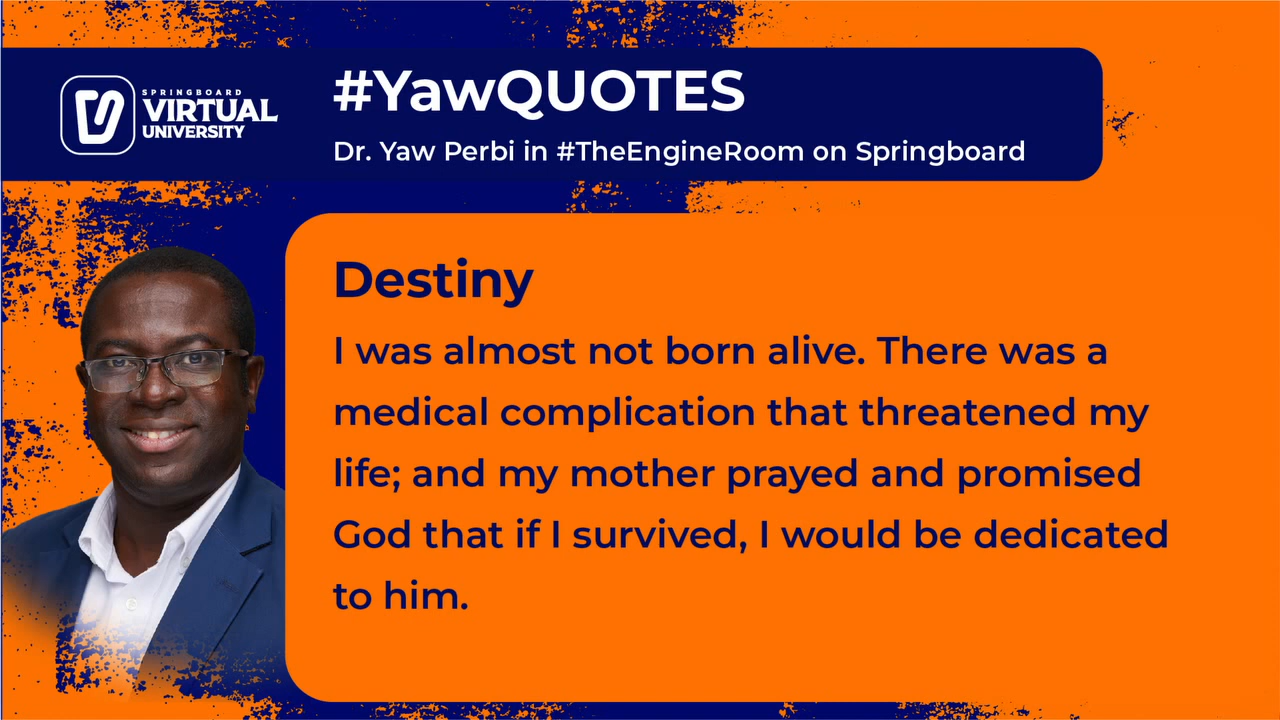 SPRINGBOARD
VIRTUAL
UNIVERSITY
#YawQUOTES
Dr. Yaw Perbi in #TheEngineRoom on Springboard
Destiny
I was almost not born alive. There was a
medical complication that threatened my
life; and my mother prayed and promised
God that if I survived, I would be dedicated
to him.